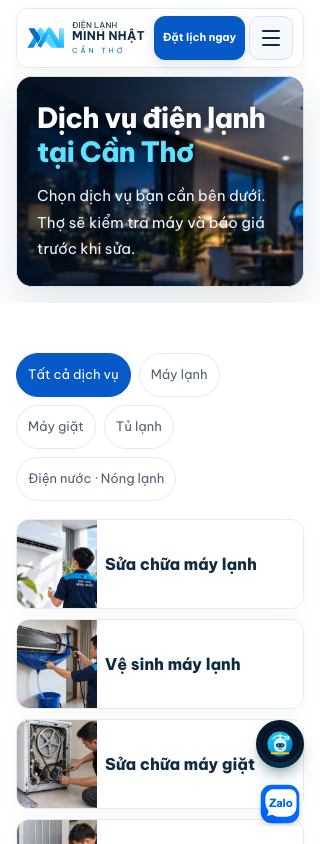 ĐIỆN LẠNH
MINH NHẬT
CẦN THƠ
Đặt lịch ngay
Dịch vụ điện lạnh
tại Cần Thơ
Chọn dịch vụ bạn cần bên dưới.
Thợ sẽ kiểm tra máy và báo giá
trước khi sửa.
Tất cả dịch vụ
Máy lạnh
Máy giặt
Tủ lạnh
Điện nước · Nóng lạnh
Sửa chữa máy lạnh
Vệ sinh máy lạnh
Sửa chữa máy giặt
Zalo